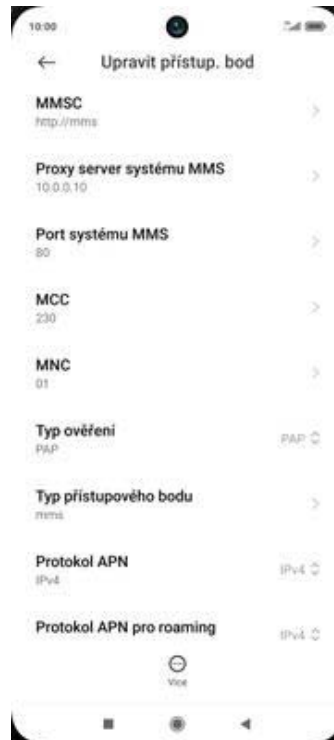 10:00
Upravit přístup. bod
MMSC
http://mms
Proxy server systému MMS
10.0.0.10
Port systému MMS
80
MCC
230
MNC
01
Typ ověření
PAP
PAP
Typ přístupového bodu
mms
Protokol APN
IPv4
IPv4
Protokol APN pro roaming
IPv4
Více